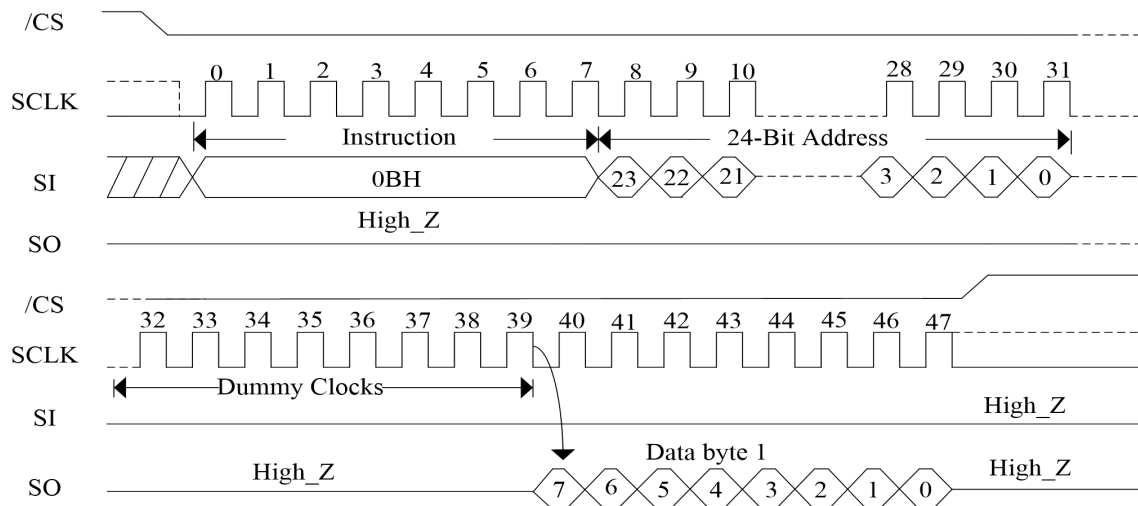 /CS
0 1 2 3 4 5 6 7 8 9 10 28 29 30 31
SCLK
Instruction 24-Bit Address
SI 0BH 23 22 21 3 2 1 0
High_Z
SO
/CS
32 33 34 35 36 37 38 39 40 41 42 43 44 45 46 47
SCLK
Dummy Clocks
SI High_Z
Data byte 1
High_Z High_Z
SO 7 6 5 4 3 2 1 0